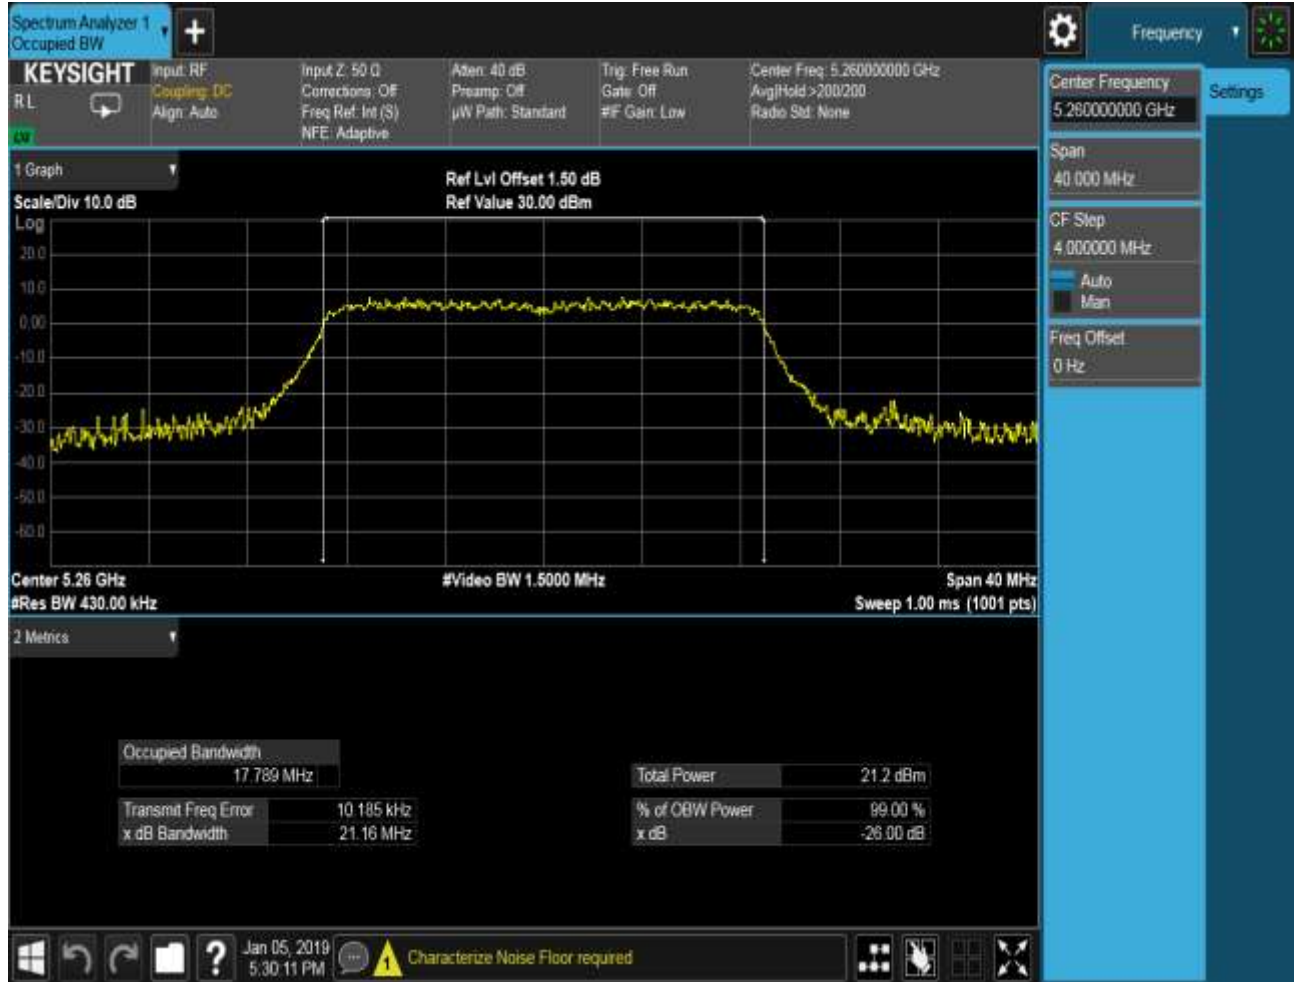 Spectrum Analyzer 1
Occupied BW
Frequency
KEYSIGHT
R L
Input: RF
Coupling: DC
Align: Auto
Input Z: 50 Ω
Corrections: Off
Freq Ref: Int (S)
NFE: Adaptive
Atten: 40 dB
Preamp: Off
µW Path: Standard
Trig: Free Run
Gate: Off
#IF Gain: Low
Center Freq: 5.260000000 GHz
Avg|Hold:>200/200
Radio Std: None
Center Frequency
5.260000000 GHz
Settings
Span
40.000 MHz
CF Step
4.000000 MHz
Auto
Man
Freq Offset
0 Hz
1 Graph
Scale/Div 10.0 dB
Ref Lvl Offset 1.50 dB
Ref Value 30.00 dBm
Log
20.0
10.0
0.00
-10.0
-20.0
-30.0
-40.0
-50.0
-60.0
Center 5.26 GHz
#Video BW 1.5000 MHz
Span 40 MHz
#Res BW 430.00 kHz
Sweep 1.00 ms (1001 pts)
2 Metrics
Occupied Bandwidth
17.789 MHz
Total Power 21.2 dBm
Transmit Freq Error 10.185 kHz
% of OBW Power 99.00 %
x dB Bandwidth 21.16 MHz
x dB -26.00 dB
?
Jan 05, 2019
5:30:11 PM
1
Characterize Noise Floor required